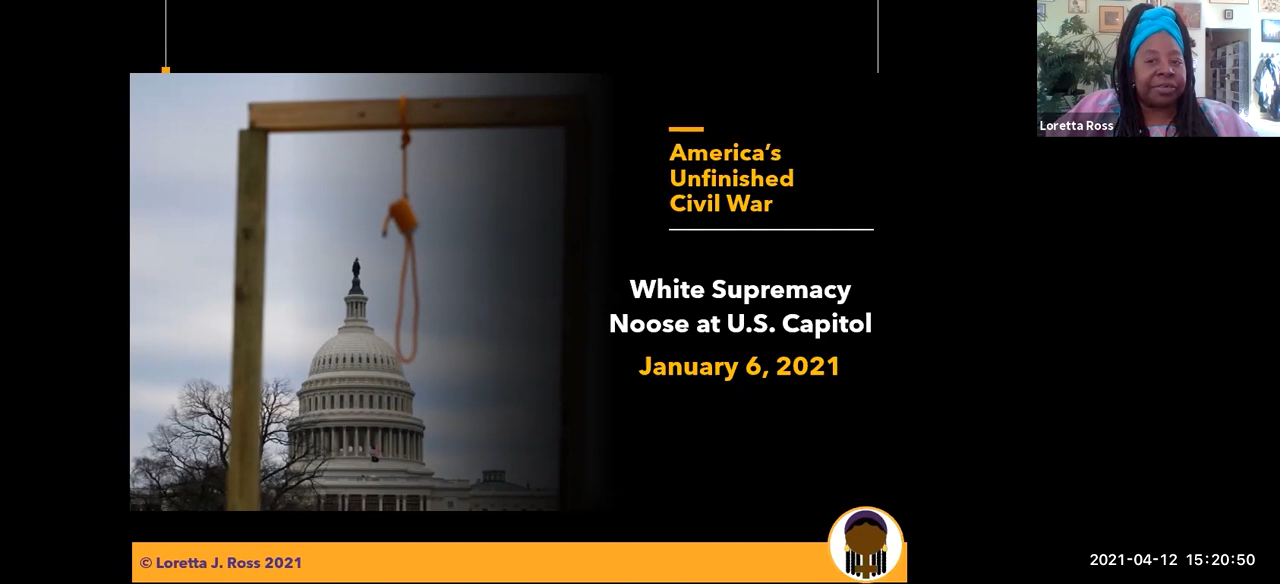 Loretta Ross
America's
Unfinished
Civil War
White Supremacy
Noose at U.S. Capitol
January 6, 2021
© Loretta J. Ross 2021
2021-04-12 15:20:50